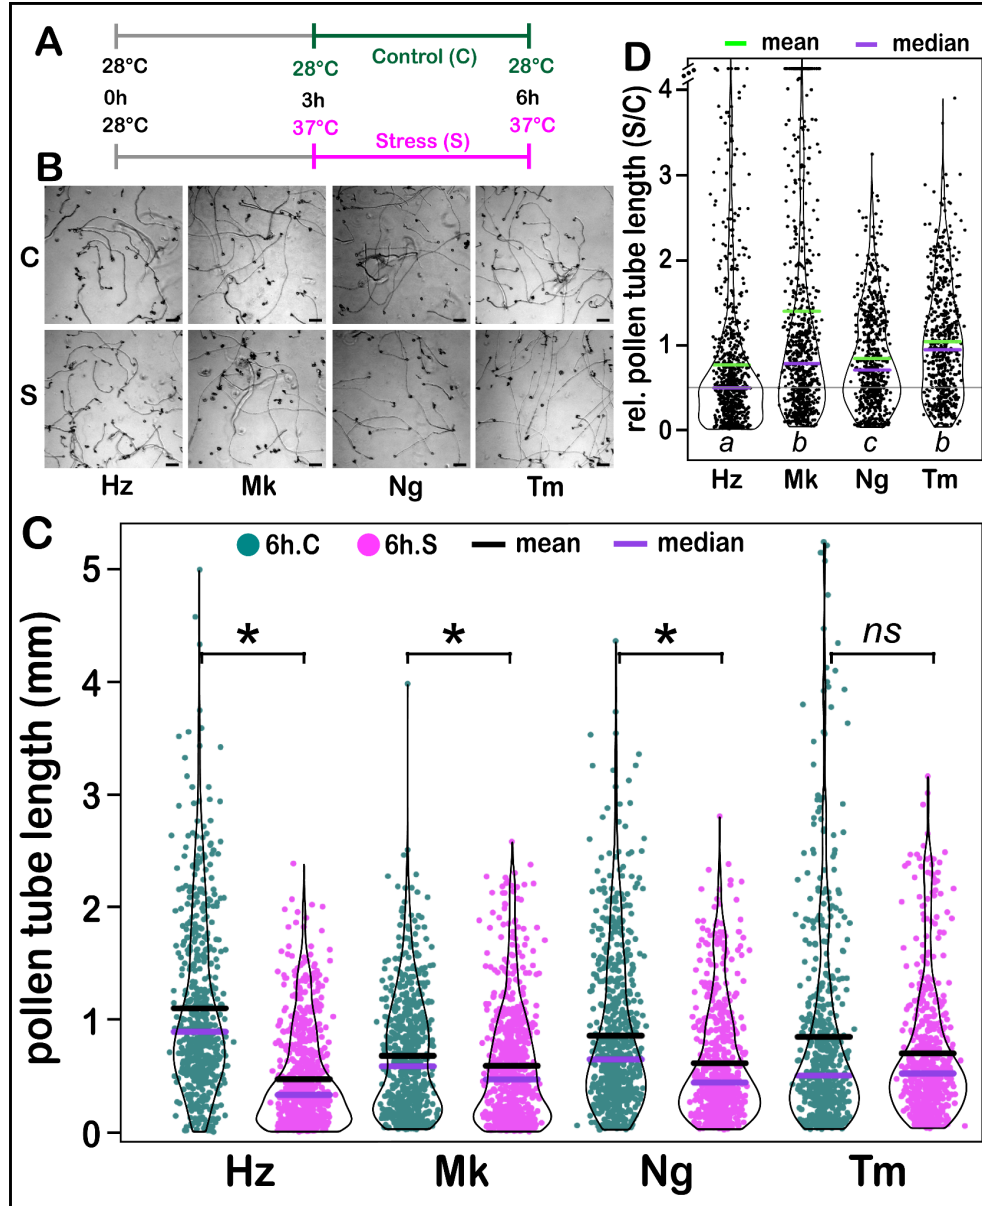 A
28°C
28°C
Control (C)
28°C
0h
3h
6h
28°C
37°C
Stress (S)
37°C
B
C
S
Hz Mk Ng Tm
D
mean median
rel. pollen tube length (S/C)
4
3
2
1
0
a b c b
Hz Mk Ng Tm
C
6h.C 6h.S mean median
pollen tube length (mm)
5
4
3
2
1
0
* * * ns
Hz Mk Ng Tm